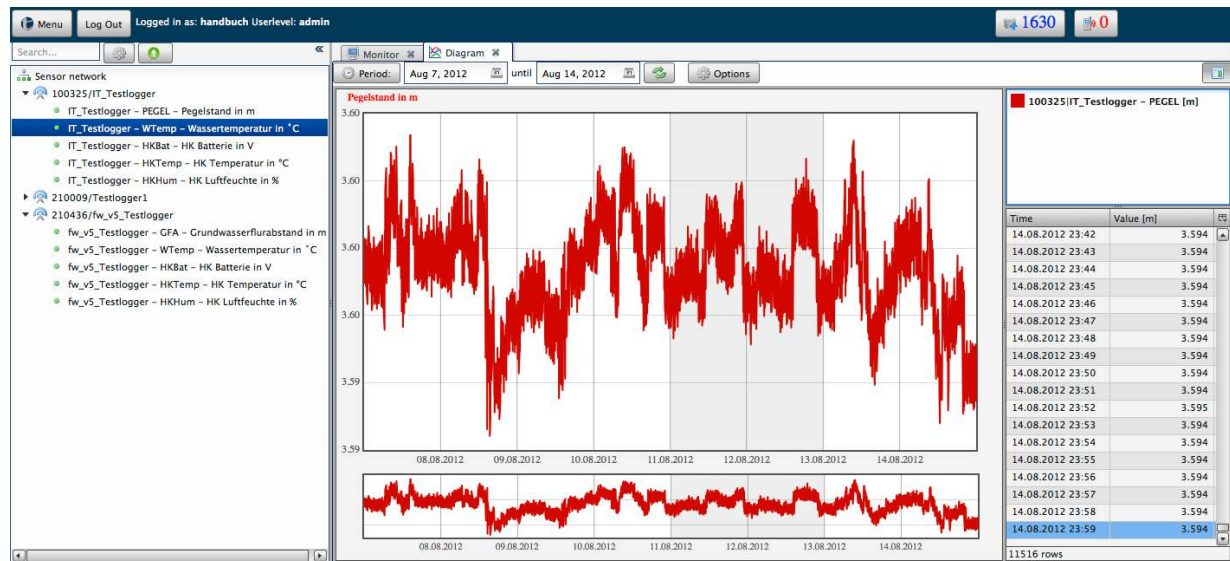 Menu Log Out Logged in as: handbuch Userlevel: admin 1630 0
Search... «
Monitor Diagram
Period: Aug 7, 2012 until Aug 14, 2012 Options
Sensor network
100325/IT_Testlogger
IT_Testlogger – PEGEL – Pegelstand in m
IT_Testlogger – WTemp – Wassertemperatur in °C
IT_Testlogger – HKBat – HK Batterie in V
IT_Testlogger – HKTemp – HK Temperatur in °C
IT_Testlogger – HKHum – HK Luftfeuchte in %
210009/Testlogger1
210436/fw_v5_Testlogger
fw_v5_Testlogger – GFA – Grundwasserflurabstand in m
fw_v5_Testlogger – WTemp – Wassertemperatur in °C
fw_v5_Testlogger – HKBat – HK Batterie in V
fw_v5_Testlogger – HKTemp – HK Temperatur in °C
fw_v5_Testlogger – HKHum – HK Luftfeuchte in %
Pegelstand in m
3.60
3.60
3.60
3.60
3.59
3.59
08.08.2012 09.08.2012 10.08.2012 11.08.2012 12.08.2012 13.08.2012 14.08.2012
08.08.2012 09.08.2012 10.08.2012 11.08.2012 12.08.2012 13.08.2012 14.08.2012
100325|IT_Testlogger – PEGEL [m]
Time Value [m]
14.08.2012 23:42 3.594
14.08.2012 23:43 3.594
14.08.2012 23:44 3.594
14.08.2012 23:45 3.594
14.08.2012 23:46 3.594
14.08.2012 23:47 3.594
14.08.2012 23:48 3.594
14.08.2012 23:49 3.594
14.08.2012 23:50 3.594
14.08.2012 23:51 3.594
14.08.2012 23:52 3.595
14.08.2012 23:53 3.594
14.08.2012 23:54 3.594
14.08.2012 23:55 3.594
14.08.2012 23:56 3.594
14.08.2012 23:57 3.594
14.08.2012 23:58 3.594
14.08.2012 23:59 3.594
11516 rows